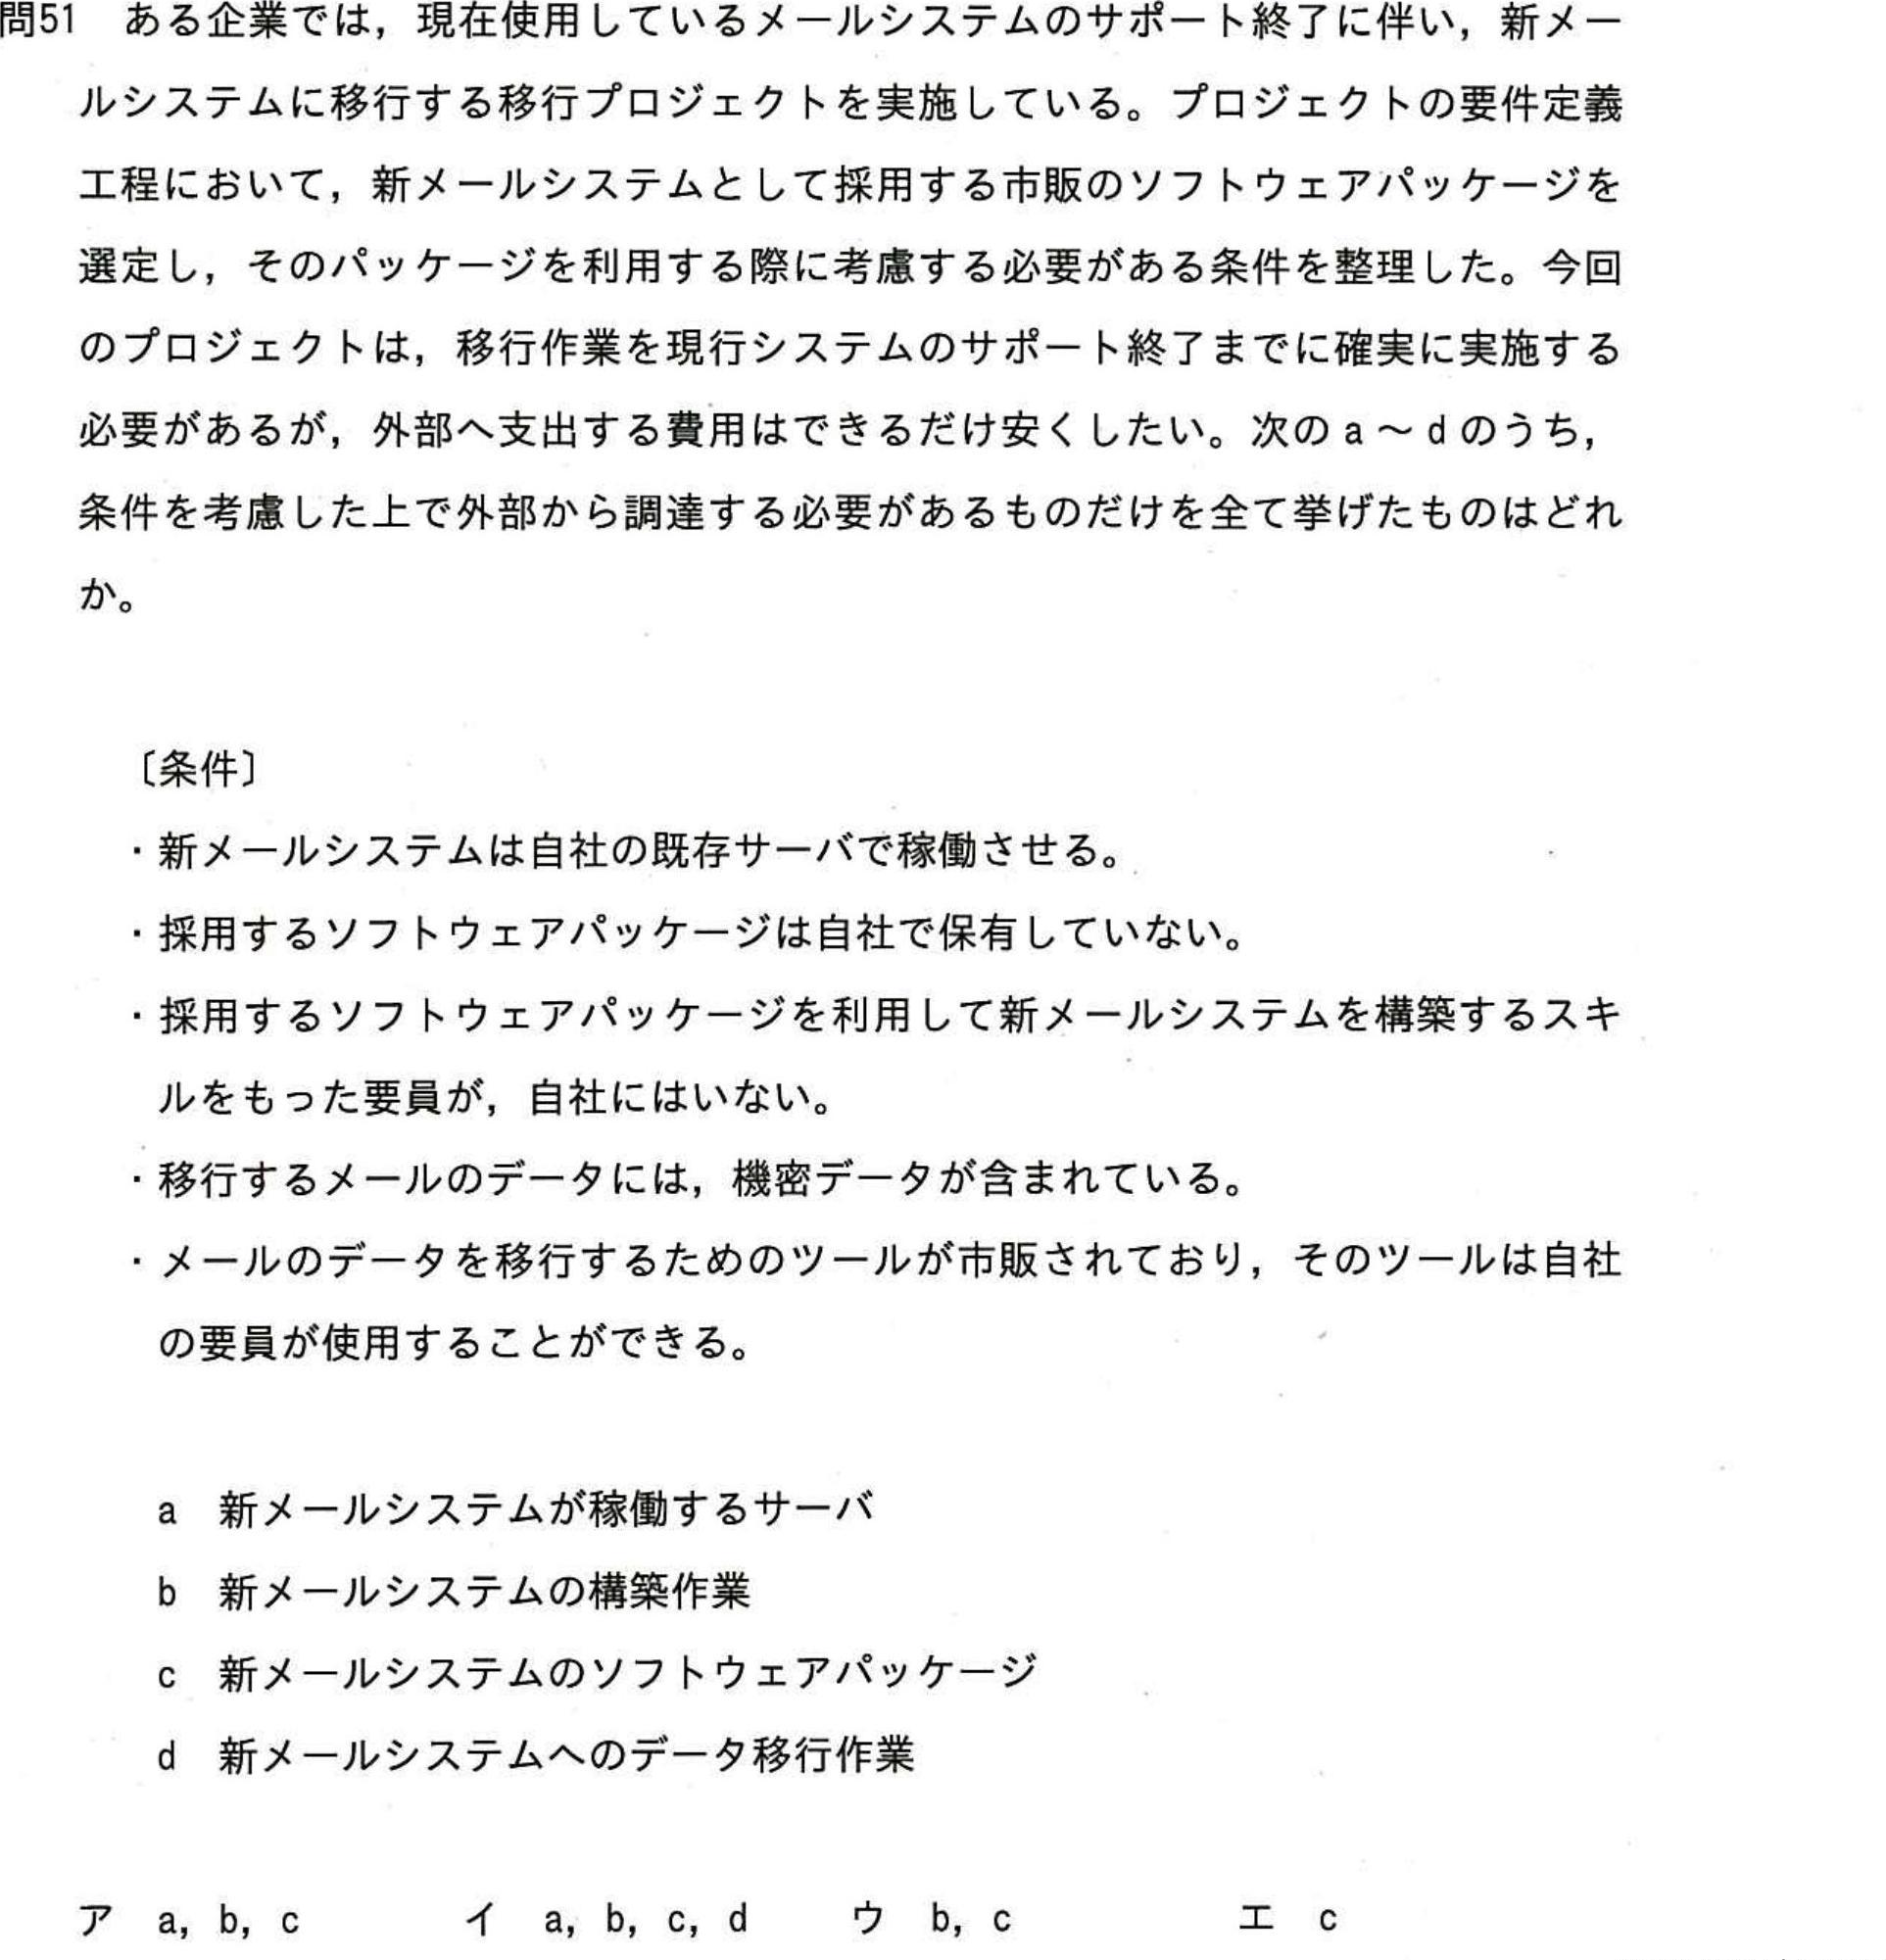 問51 ある企業では，現在使用しているメールシステムのサポート終了に伴い，新メー
ルシステムに移行する移行プロジェクトを実施している。プロジェクトの要件定義
工程において，新メールシステムとして採用する市販のソフトウェアパッケージを
選定し，そのパッケージを利用する際に考慮する必要がある条件を整理した。今回
のプロジェクトは，移行作業を現行システムのサポート終了までに確実に実施する
必要があるが，外部へ支出する費用はできるだけ安くしたい。次のa～dのうち，
条件を考慮した上で外部から調達する必要があるものだけを全て挙げたものはどれ
か。
〔条件〕
・新メールシステムは自社の既存サーバで稼働させる。
・採用するソフトウェアパッケージは自社で保有していない。
・採用するソフトウェアパッケージを利用して新メールシステムを構築するスキ
ルをもった要員が，自社にはいない。
・移行するメールのデータには，機密データが含まれている。
・メールのデータを移行するためのツールが市販されており，そのツールは自社
の要員が使用することができる。
a 新メールシステムが稼働するサーバ
b 新メールシステムの構築作業
c 新メールシステムのソフトウェアパッケージ
d 新メールシステムへのデータ移行作業
ア a, b, c イ a, b, c, d ウ b, c エ c